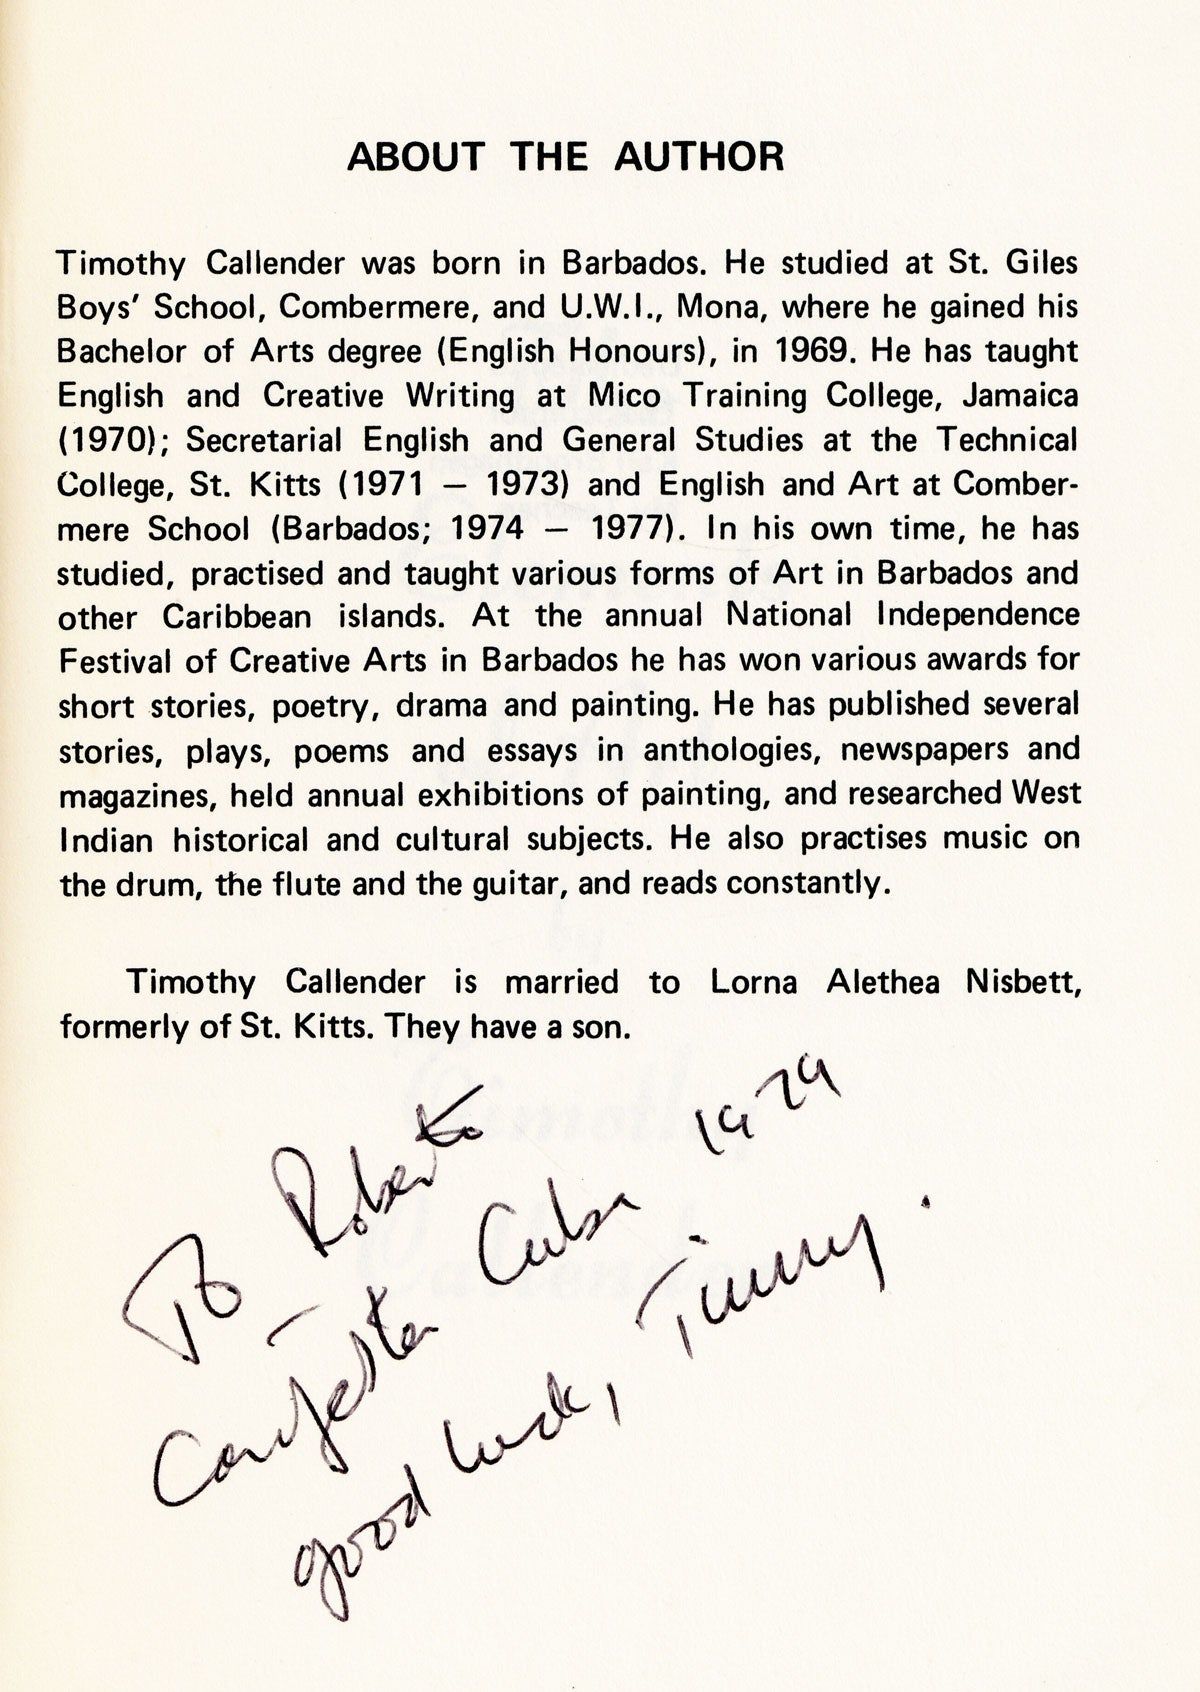 ABOUT THE AUTHOR
Timothy Callender was born in Barbados. He studied at St. Giles
Boys' School, Combermere, and U.W.I., Mona, where he gained his
Bachelor of Arts degree (English Honours), in 1969. He has taught
English and Creative Writing at Mico Training College, Jamaica
(1970); Secretarial English and General Studies at the Technical
College, St. Kitts (1971 — 1973) and English and Art at Comber-
mere School (Barbados; 1974 — 1977). In his own time, he has
studied, practised and taught various forms of Art in Barbados and
other Caribbean islands. At the annual National Independence
Festival of Creative Arts in Barbados he has won various awards for
short stories, poetry, drama and painting. He has published several
stories, plays, poems and essays in anthologies, newspapers and
magazines, held annual exhibitions of painting, and researched West
Indian historical and cultural subjects. He also practises music on
the drum, the flute and the guitar, and reads constantly.
Timothy Callender is married to Lorna Alethea Nisbett,
formerly of St. Kitts. They have a son.
To Roberto
Carifesta Cuba 1979
good luck, Timmy.